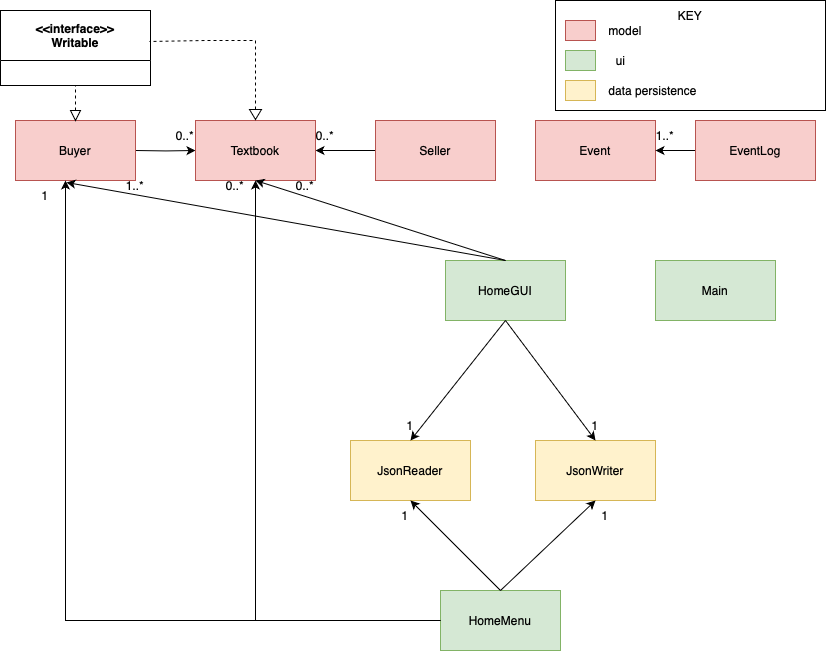 <<interface>>
Writable
KEY
model
ui
data persistence
0..*
0..*
1..*
Buyer
Textbook
Seller
Event
EventLog
1
1..*
0..*
0..*
HomeGUI
Main
1
1
JsonReader
JsonWriter
1
1
HomeMenu